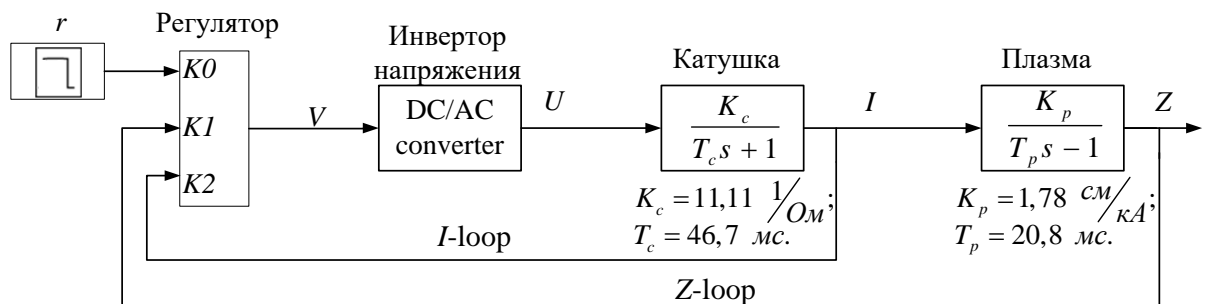 r
Регулятор
K0
K1
K2
V
Инвертор
напряжения
DC/AC
converter
U
Катушка
K_c
T_c s + 1
K_c = 11,11 1/Ом;
T_c = 46,7 мс.
I
Плазма
K_p
T_p s − 1
K_p = 1,78 см/кА;
T_p = 20,8 мс.
Z
I-loop
Z-loop